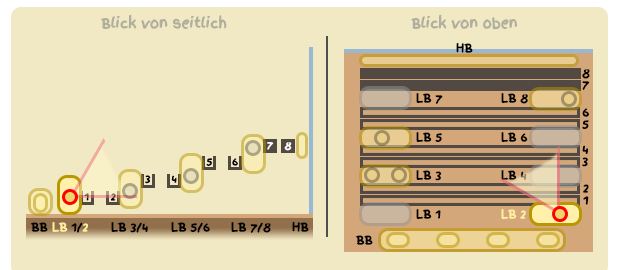 Blick von seitlich
1
2
3
4
5
6
7
8
BB LB 1/2 LB 3/4 LB 5/6 LB 7/8 HB
Blick von oben
HB
8
7
LB 7 LB 8
6
5
LB 5 LB 6
4
3
LB 3 LB 4
2
1
LB 1 LB 2
BB